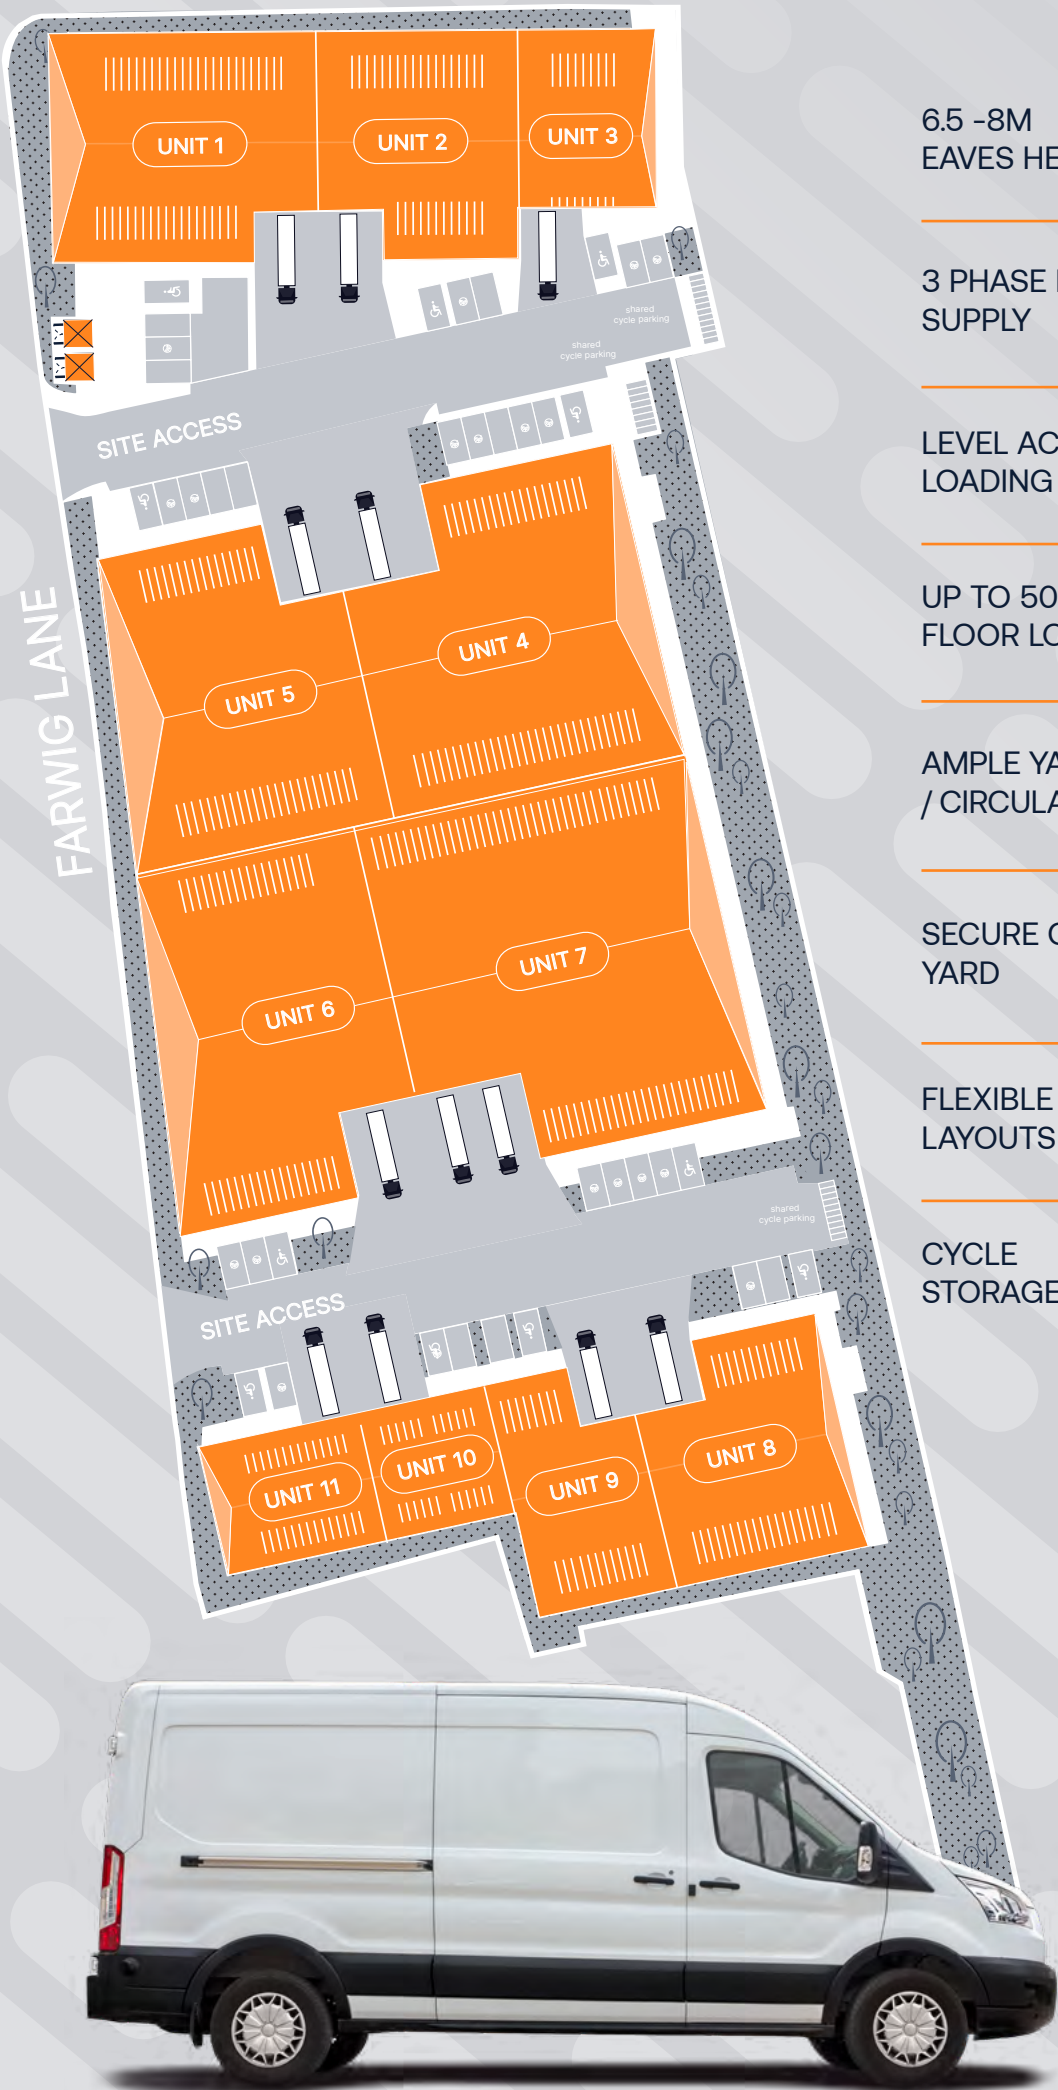 UNIT 1
UNIT 2
UNIT 3
shared
cycle parking
shared
cycle parking
SITE ACCESS
FARWIG LANE
UNIT 4
UNIT 5
UNIT 7
UNIT 6
shared
cycle parking
SITE ACCESS
UNIT 8
UNIT 10
UNIT 9
UNIT 11
6.5 -8M
EAVES HE
3 PHASE
SUPPLY
LEVEL AC
LOADING
UP TO 50
FLOOR LO
AMPLE YA
/ CIRCULA
SECURE
YARD
FLEXIBLE
LAYOUTS
CYCLE
STORAGE